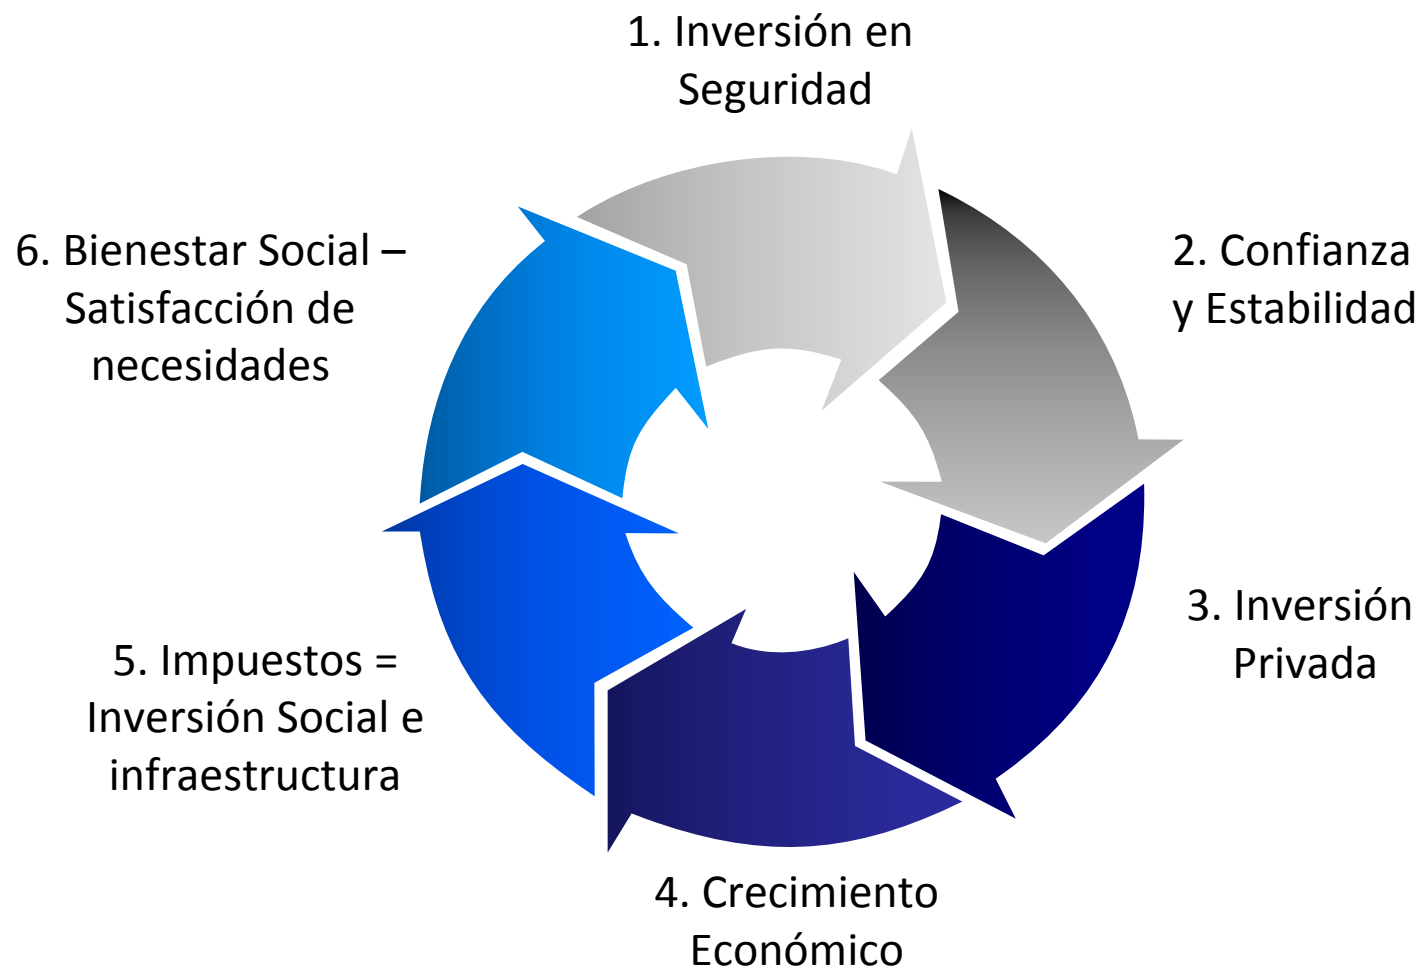 1. Inversión en
Seguridad
2. Confianza
y Estabilidad
3. Inversión
Privada
4. Crecimiento
Económico
5. Impuestos =
Inversión Social e
infraestructura
6. Bienestar Social –
Satisfacción de
necesidades